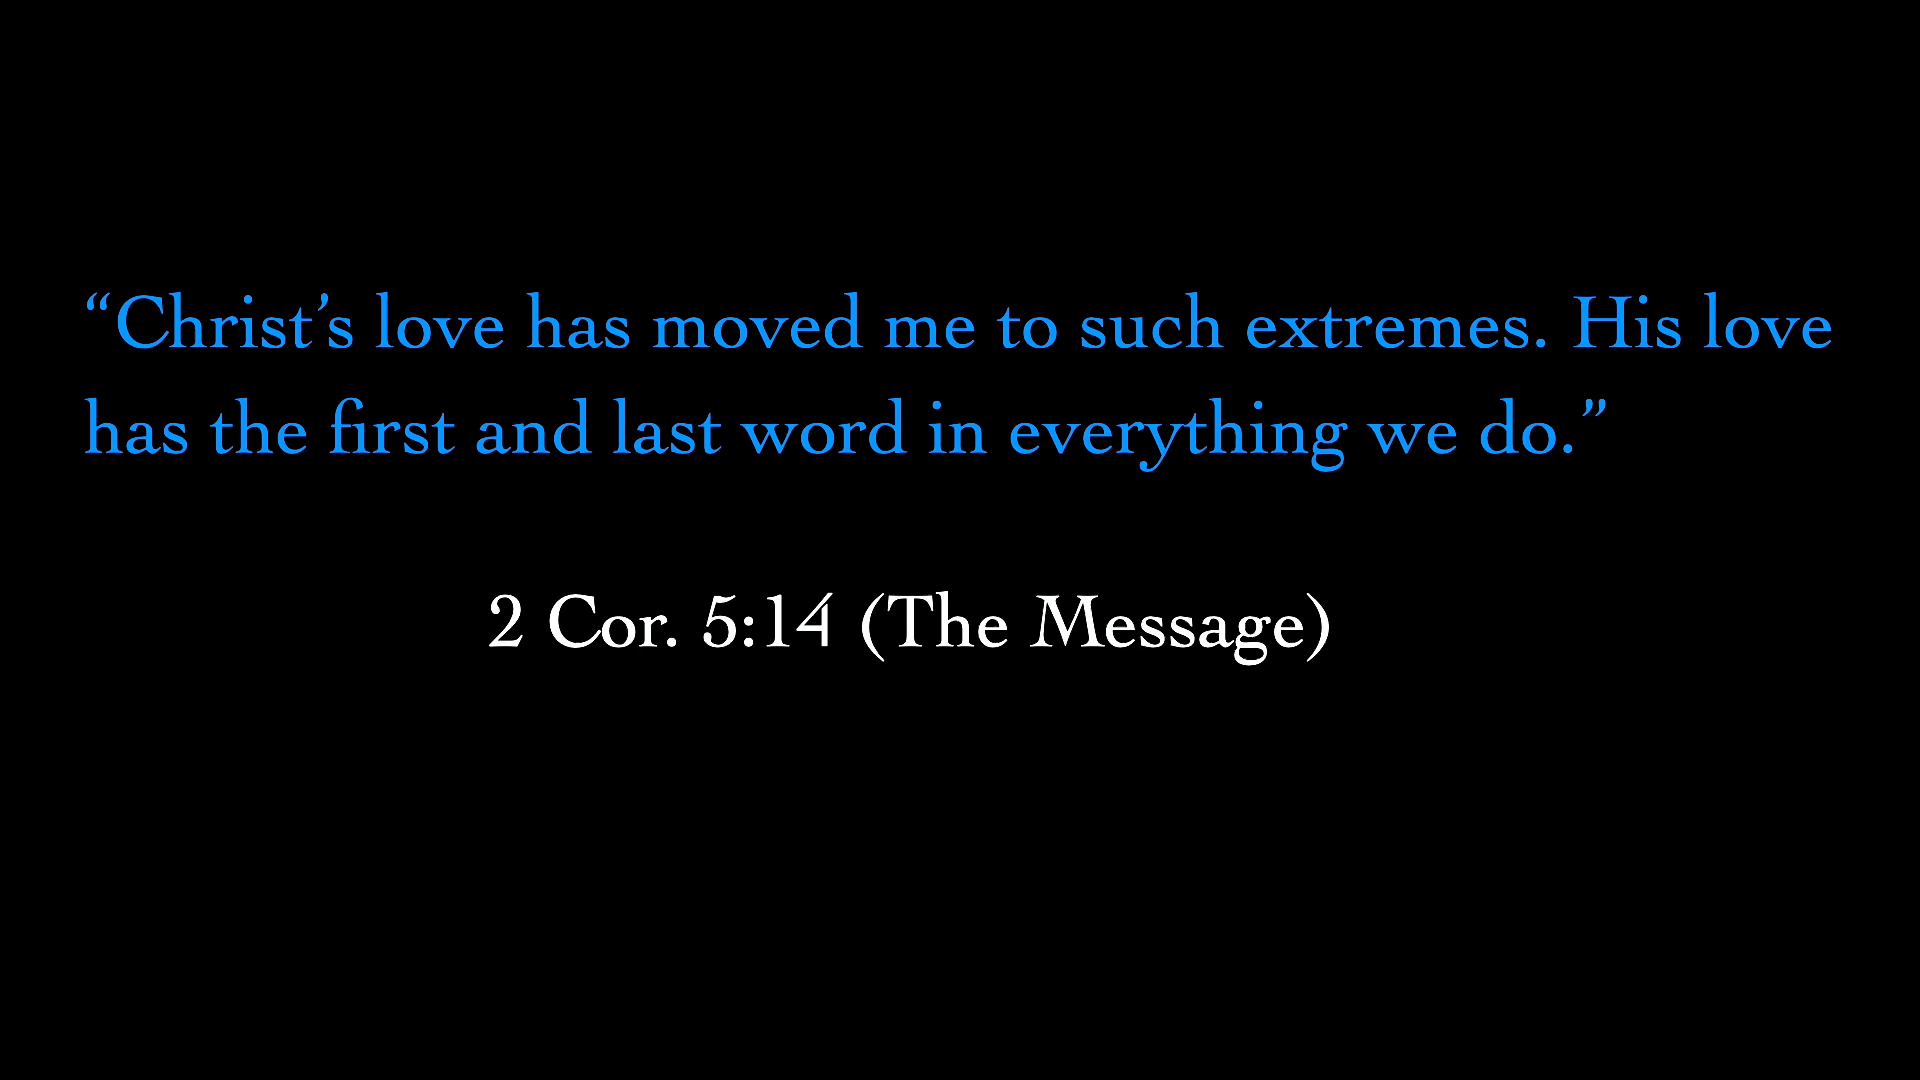 “Christ’s love has moved me to such extremes. His love
has the first and last word in everything we do.”
2 Cor. 5:14 (The Message)